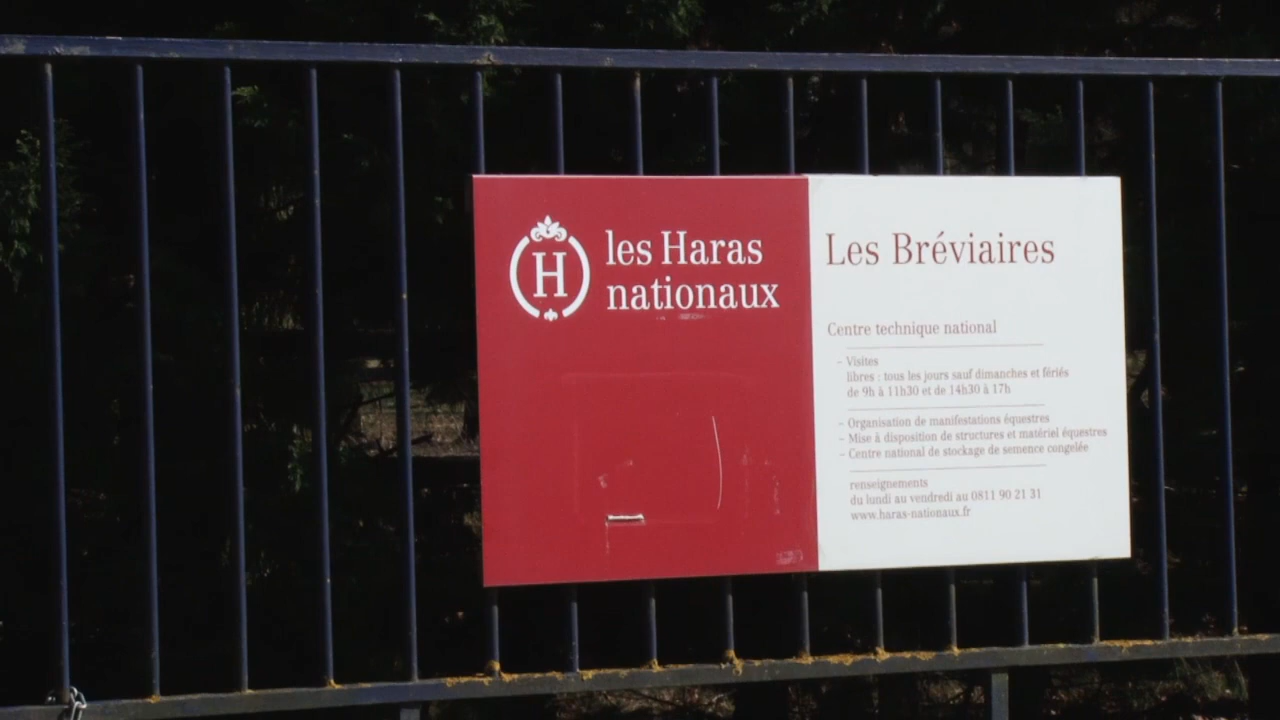 H
les Haras
nationaux
Les Bréviaires
Centre technique national
– Visites
libres : tous les jours sauf dimanches et fériés
de 9h à 11h30 et de 14h30 à 17h
– Organisation de manifestations équestres
– Mise à disposition de structures et matériel équestres
– Centre national de stockage de semence congelée
renseignements
du lundi au vendredi au 0811 90 21 31
www.haras-nationaux.fr